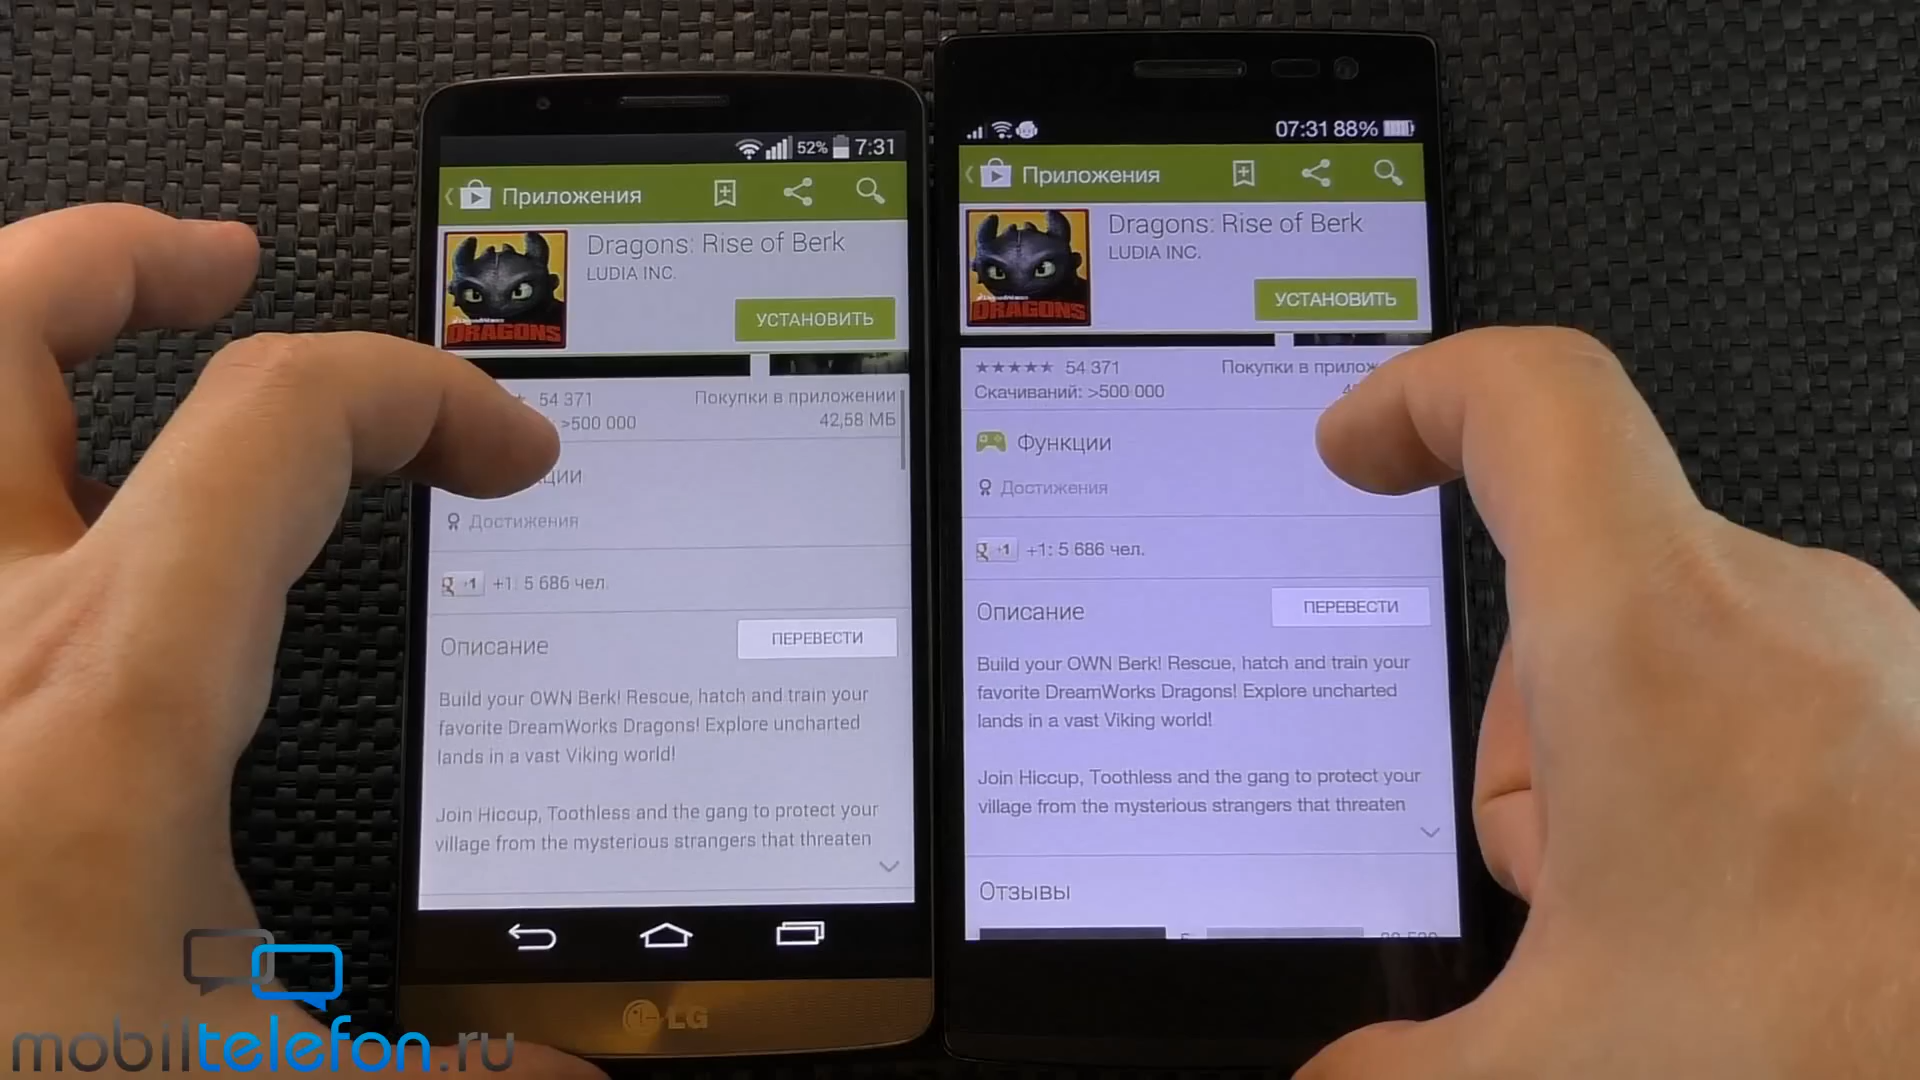 52% 7:31
Приложения
Dragons: Rise of Berk
LUDIA INC.
DRAGONS
УСТАНОВИТЬ
54 371
Покупки в приложении
>500 000
42,58 МБ
ции
Достижения
g +1 +1: 5 686 чел.
Описание
ПЕРЕВЕСТИ
Build your OWN Berk! Rescue, hatch and train your
favorite DreamWorks Dragons! Explore uncharted
lands in a vast Viking world!
Join Hiccup, Toothless and the gang to protect your
village from the mysterious strangers that threaten
LG
07:31 88%
Приложения
Dragons: Rise of Berk
LUDIA INC.
DRAGONS
УСТАНОВИТЬ
54 371
Покупки в прилож
Скачиваний: >500 000
Функции
Достижения
g +1 +1: 5 686 чел.
Описание
ПЕРЕВЕСТИ
Build your OWN Berk! Rescue, hatch and train your
favorite DreamWorks Dragons! Explore uncharted
lands in a vast Viking world!
Join Hiccup, Toothless and the gang to protect your
village from the mysterious strangers that threaten
Отзывы
mobiltelefon.ru